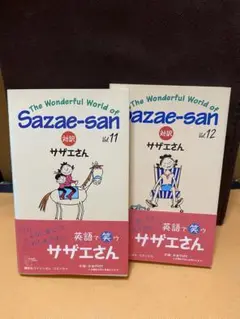 The Wonderful World of
Sazae-san
Vol.11
対訳
サザエさん
英語で笑う
サザエさん
The Wonderful World of
Sazae-san
Vol.12
対訳
サザエさん
英語で笑う
サザエさん